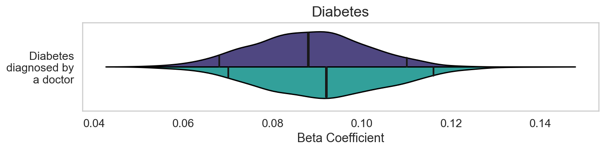 Diabetes
Diabetes
diagnosed by
a doctor
0.04 0.06 0.08 0.10 0.12 0.14
Beta Coefficient